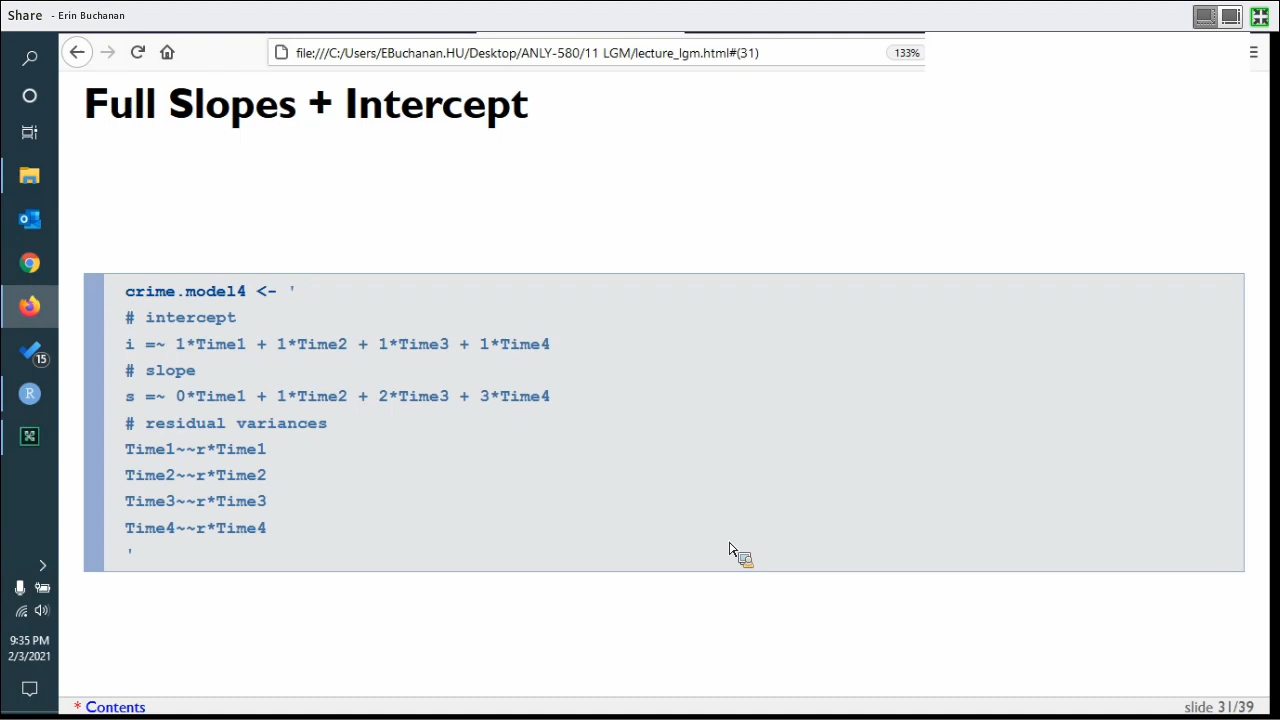 Share - Erin Buchanan
file:///C:/Users/EBuchanan.HU/Desktop/ANLY-580/11 LGM/lecture_lgm.html#(31)
133%
Full Slopes + Intercept
crime.model4 <- '
# intercept
i =~ 1*Time1 + 1*Time2 + 1*Time3 + 1*Time4
# slope
s =~ 0*Time1 + 1*Time2 + 2*Time3 + 3*Time4
# residual variances
Time1~~r*Time1
Time2~~r*Time2
Time3~~r*Time3
Time4~~r*Time4
'
15
R
9:35 PM
2/3/2021
* Contents
slide 31/39